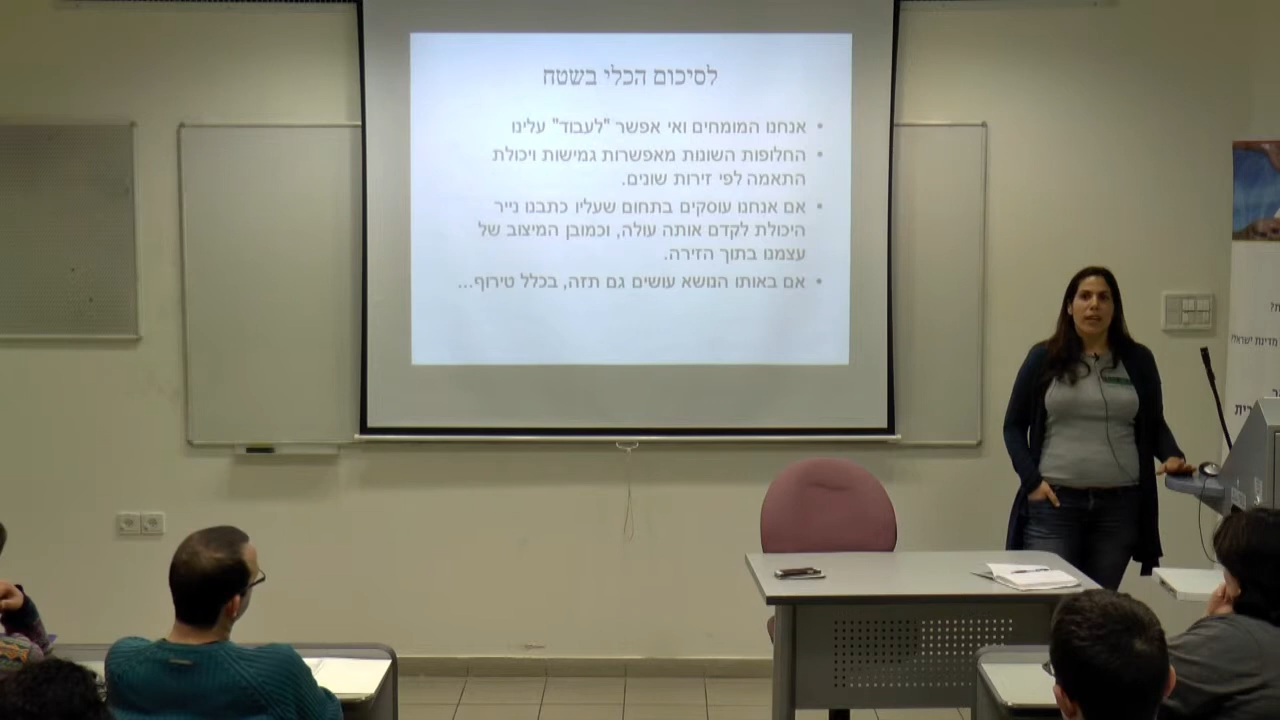 לסיכום הכלי בשטח
• אנחנו המומחים ואי אפשר "לעבוד" עלינו
• החלופות השונות מאפשרות גמישות ויכולת
התאמה לפי זירות שונים.
• אם אנחנו עוסקים בתחום שעליו כתבנו נייר
היכולת לקדם אותה עולה, וכמובן המיצוב של
עצמנו בתוך הזירה.
• אם באותו הנושא עושים גם תזה, בכלל טירוף...
מדינת ישראל?